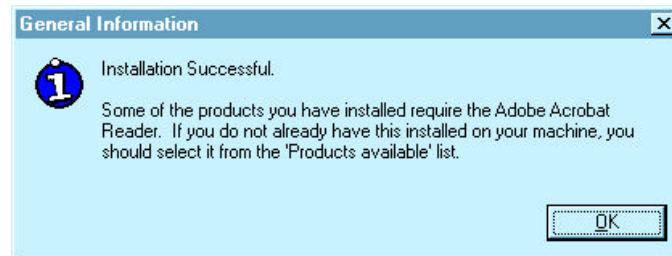 General Information
Installation Successful.
Some of the products you have installed require the Adobe Acrobat
Reader. If you do not already have this installed on your machine, you
should select it from the 'Products available' list.
OK